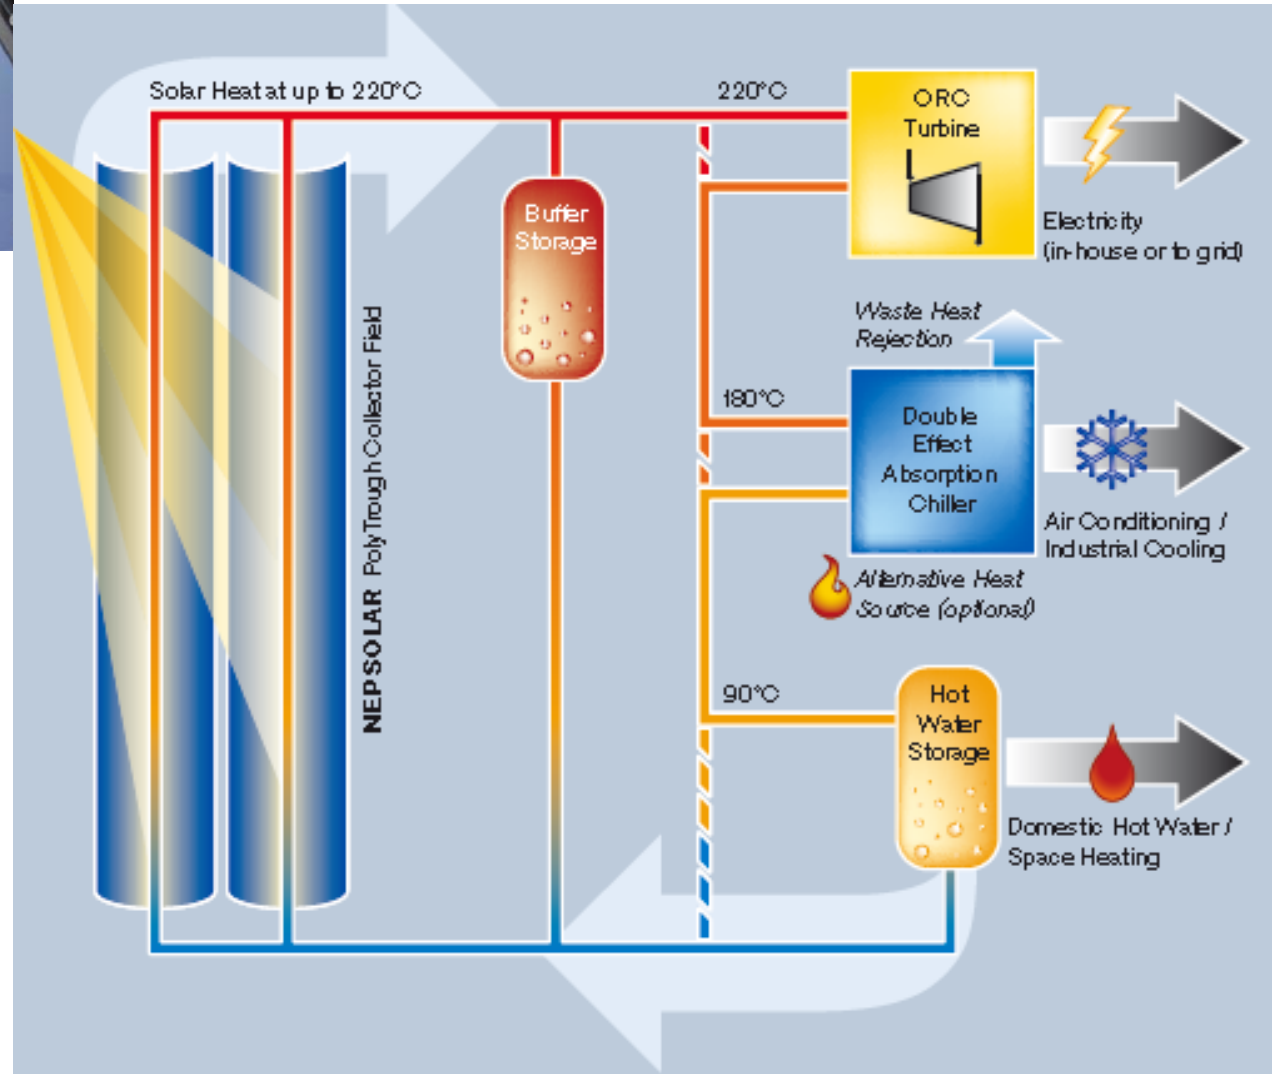 Solar Heat at up to 220°C
220°C
ORC
Turbine
Electricity
(in-house or to grid)
Buffer
Storage
Waste Heat
Rejection
180°C
Double
Effect
Absorption
Chiller
Air Conditioning /
Industrial Cooling
Alternative Heat
Source (optional)
NEP SOLAR PolyTrough Collector Field
90°C
Hot
Water
Storage
Domestic Hot Water /
Space Heating